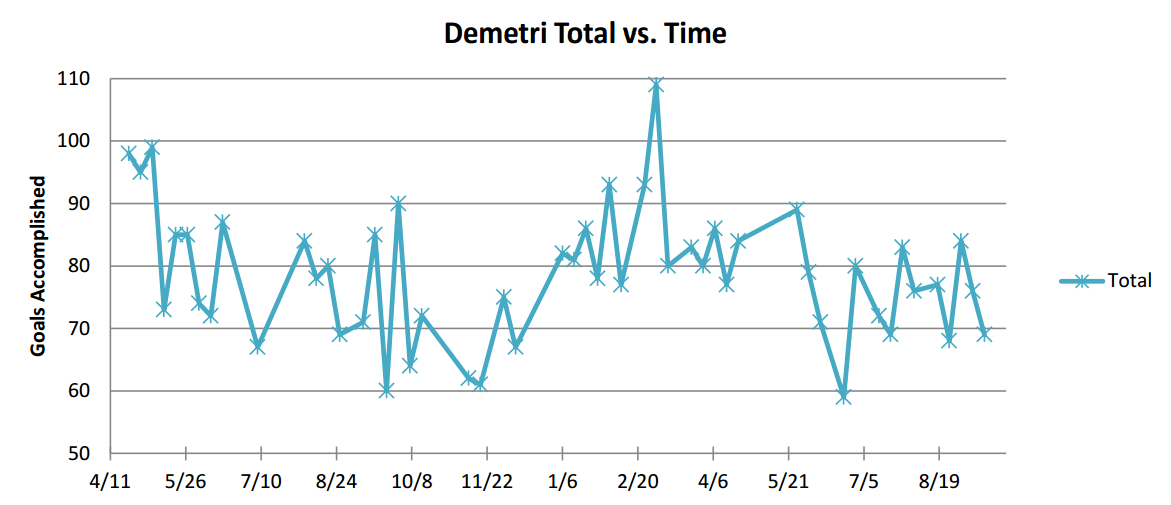 Demetri Total vs. Time
Goals Accomplished
110
100
90
80
70
60
50
4/11 5/26 7/10 8/24 10/8 11/22 1/6 2/20 4/6 5/21 7/5 8/19
Total